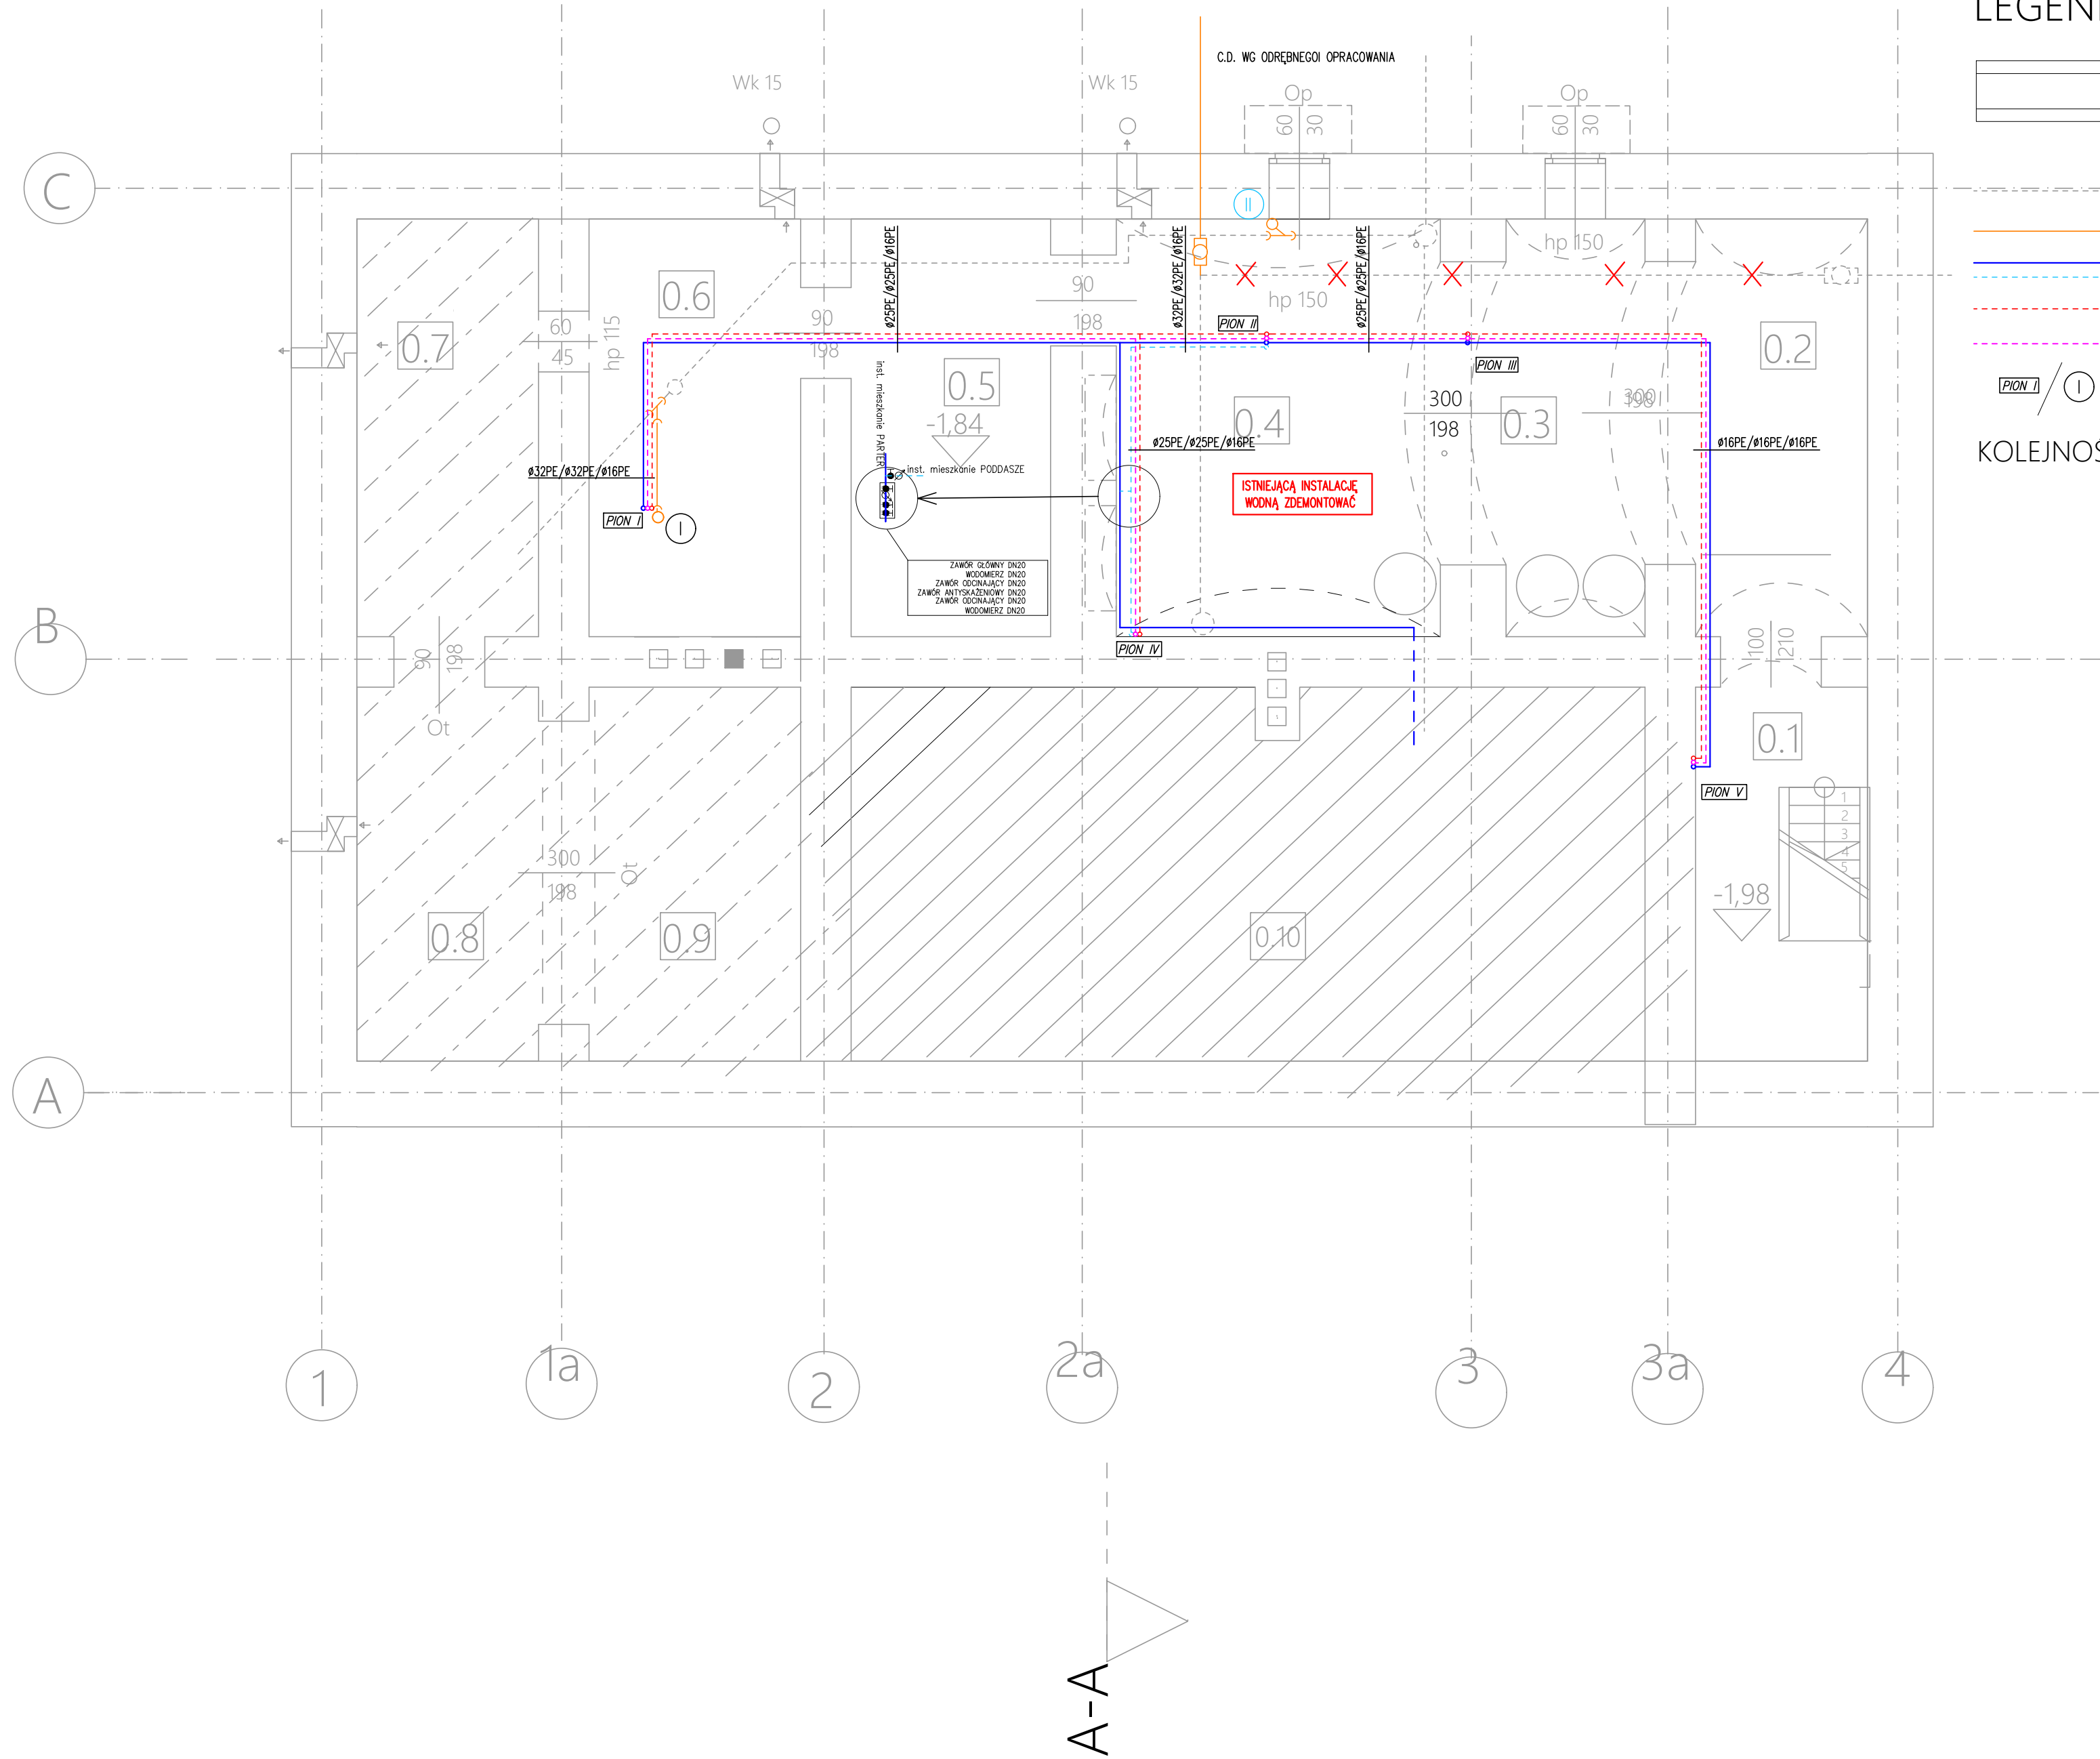 LEGEN
C.D. WG ODRĘBNEGOI OPRACOWANIA
Wk 15
Wk 15
Op
60
30
Op
60
30
C
II
hp 150
hp 150
ø25PE/ø25PE/ø16PE
ø32PE/ø32PE/ø16PE
ø25PE/ø25PE/ø16PE
0.6
0.7
60
45
hp 115
90
198
90
198
PION II
PION III
0.2
PION I
I
KOLEJNOŚ
0.5
-1,84
inst. mieszkanie PARTER
inst. mieszkanie PODDASZE
0.4
300
198
0.3
ø25PE/ø25PE/ø16PE
ø16PE/ø16PE/ø16PE
ø32PE/ø32PE/ø16PE
ISTNIEJĄCĄ INSTALACJĘ
WODNĄ ZDEMONTOWAĆ
PION I
I
ZAWÓR GŁÓWNY DN20
WODOMIERZ DN20
ZAWÓR ODCINAJĄCY DN20
ZAWÓR ANTYSKAŻENIOWY DN20
ZAWÓR ODCINAJĄCY DN20
WODOMIERZ DN20
B
PION IV
90
198
Ot
100
210
0.1
PION V
1
2
3
4
5
300
198
Ot
-1,98
0.8
0.9
0.10
A
1
1a
2
2a
3
3a
4
A-A